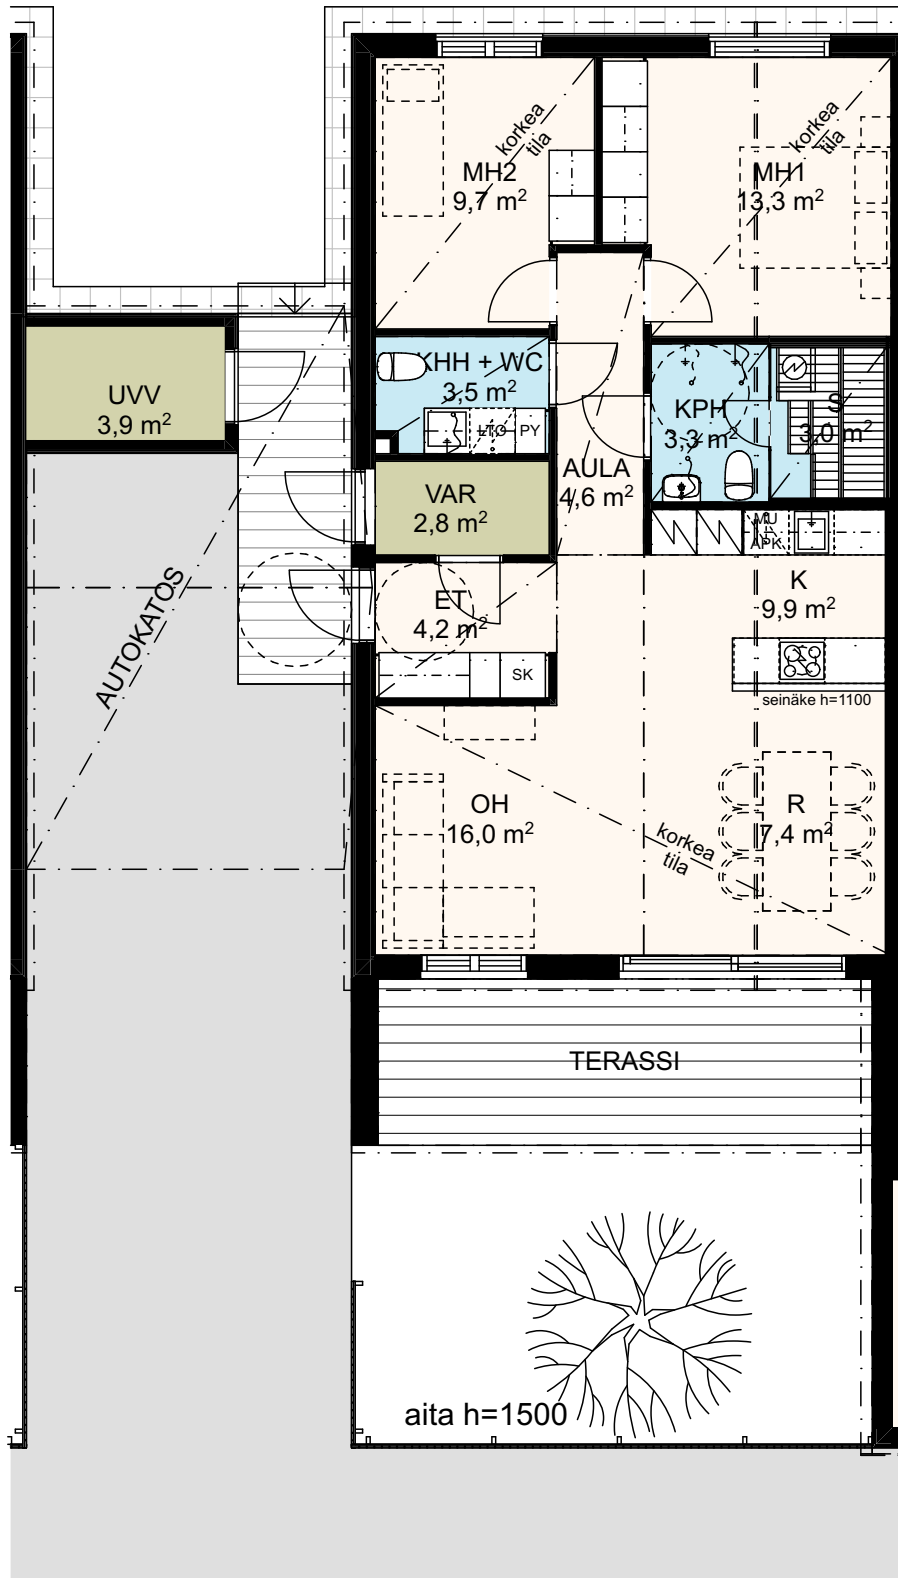 korkea
tila
MH2
9,7 m²
korkea
tila
MH1
13,3 m²
UVV
3,9 m²
KHH + WC
3,5 m²
LTO
PY
KPH
3,3 m²
S
3,0 m²
AULA
4,6 m²
VAR
2,8 m²
MU
APK
K
9,9 m²
ET
4,2 m²
SK
AUTOKATOS
seinäke h=1100
OH
16,0 m²
R
7,4 m²
korkea
tila
TERASSI
aita h=1500